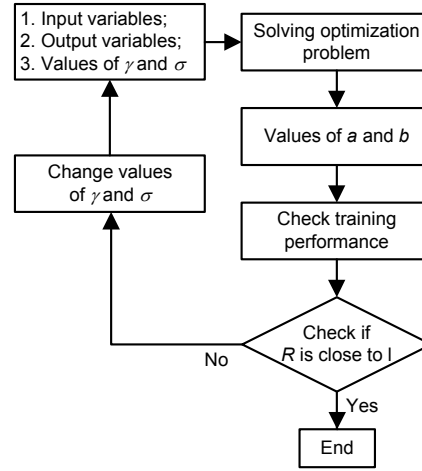 1. Input variables;
2. Output variables;
3. Values of γ and σ
Solving optimization
problem
Values of a and b
Change values
of γ and σ
Check training
performance
Check if
R is close to l
No
Yes
End